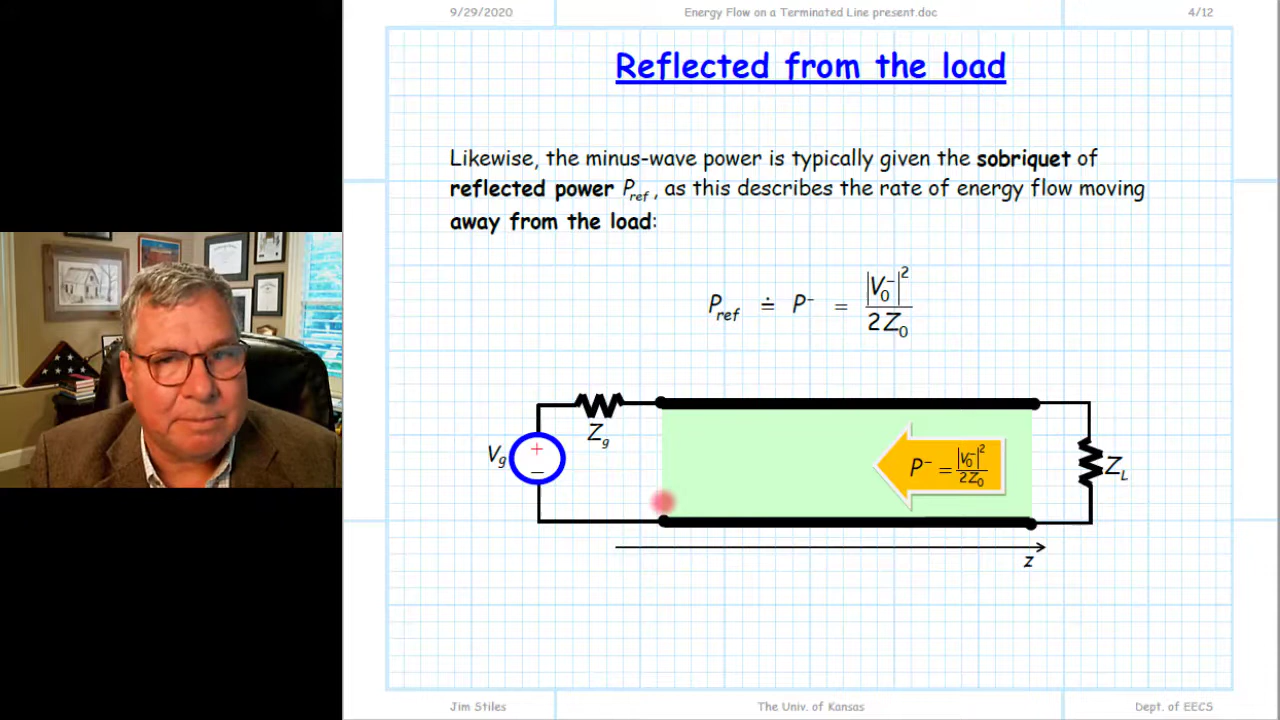 9/29/2020 Energy Flow on a Terminated Line present.doc 4/12
Reflected from the load
Likewise, the minus-wave power is typically given the sobriquet of
reflected power P_ref, as this describes the rate of energy flow moving
away from the load:
P_ref ≐ P⁻ = |V₀⁻|² / 2Z₀
Z_g
V_g + −
P⁻ = |V₀⁻|² / 2Z₀
Z_L
z
Jim Stiles The Univ. of Kansas Dept. of EECS